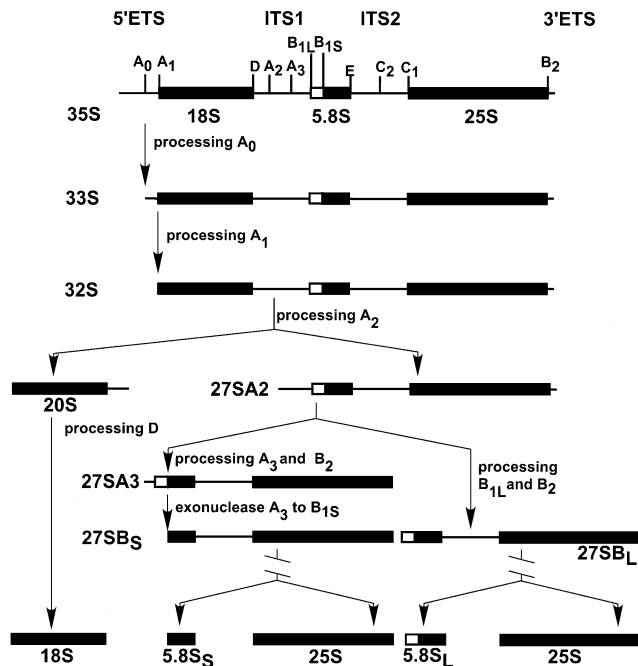 5'ETS ITS1 ITS2 3'ETS
A0 A1 D A2 A3 B1L B1S E C2 C1 B2
35S 18S 5.8S 25S
processing A0
33S
processing A1
32S
processing A2
20S 27SA2
processing D
27SA3 processing A3 and B2
processing
B1L and B2
exonuclease A3 to B1S
27SBS 27SBL
18S 5.8SS 25S 5.8SL 25S